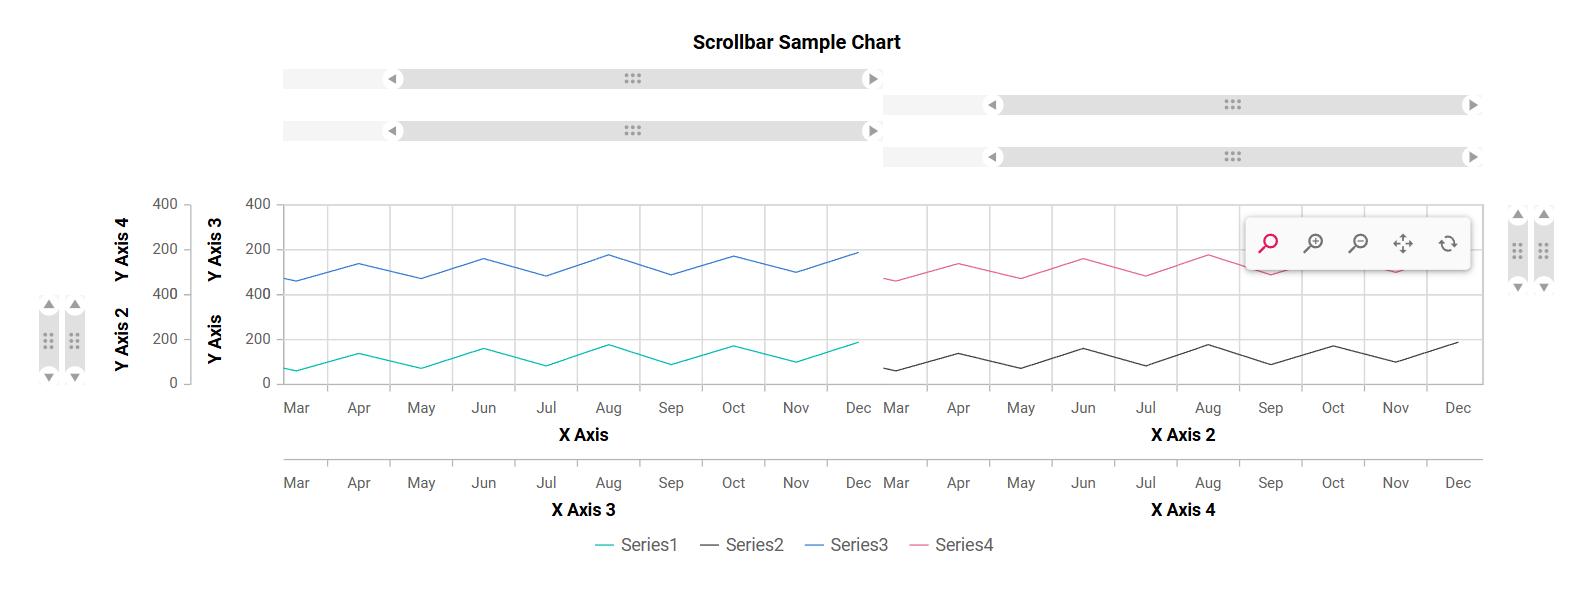 Scrollbar Sample Chart
400 400
Y Axis 4 Y Axis 3
200 200
400 400
Y Axis 2 Y Axis
200 200
0 0
Mar Apr May Jun Jul Aug Sep Oct Nov Dec Mar Apr May Jun Jul Aug Sep Oct Nov Dec
X Axis X Axis 2
Mar Apr May Jun Jul Aug Sep Oct Nov Dec Mar Apr May Jun Jul Aug Sep Oct Nov Dec
X Axis 3 X Axis 4
Series1 Series2 Series3 Series4